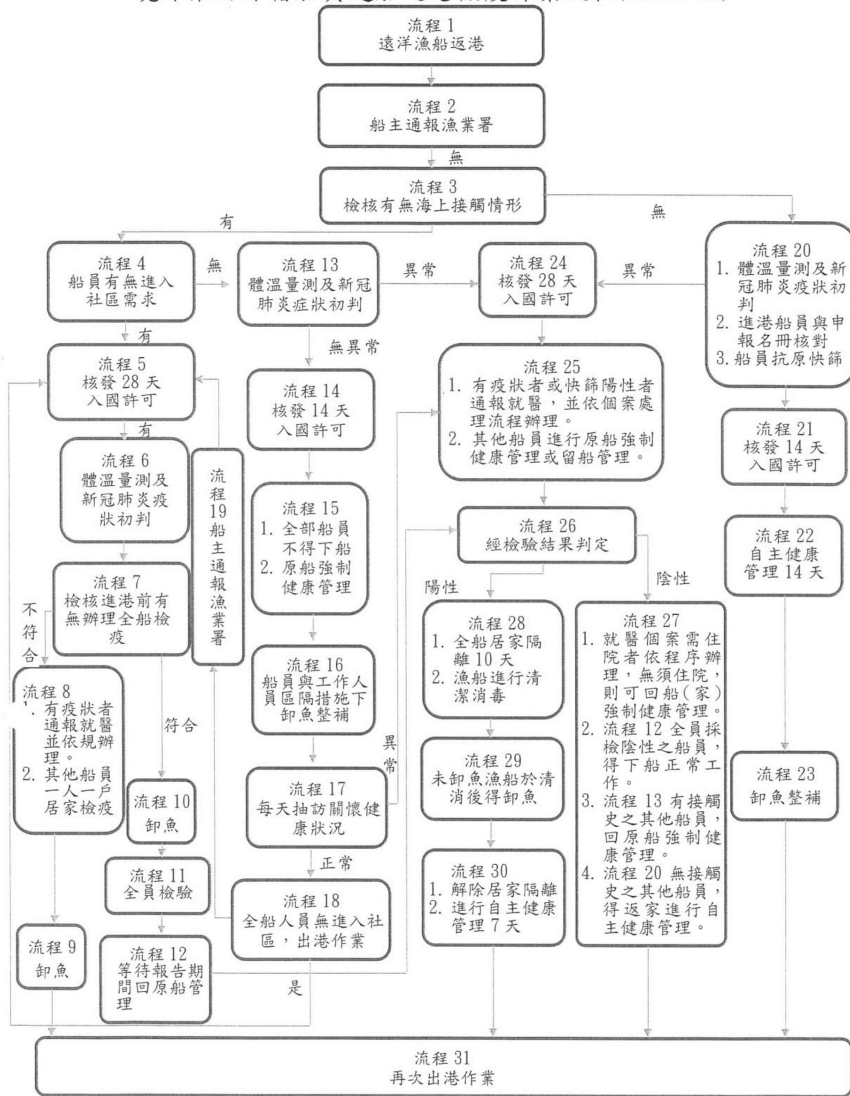 流程 1
遠洋漁船返港
流程 2
船主通報漁業署
無
流程 3
檢核有無海上接觸情形
有
無
流程 4
船員有無進入
社區需求
無
流程 13
體溫量測及新冠
肺炎症狀初判
異常
流程 24
核發 28 天
入國許可
異常
流程 20
1. 體溫量測及新
冠肺炎疫狀初
判
2. 進港船員與申
報名冊核對
3. 船員抗原快篩
有
無異常
流程 5
核發 28 天
入國許可
有
流程 14
核發 14 天
入國許可
流程 25
1. 有疫狀者或快篩陽性者
通報就醫，並依個案處
理流程辦理。
2. 其他船員進行原船強制
健康管理或留船管理。
流程 21
核發 14 天
入國許可
流程 6
體溫量測及
新冠肺炎疫
狀初判
流
程
19
船
主
通
報
漁
業
署
流程 15
1. 全部船員
不得下船
2. 原船強制
健康管理
流程 26
經檢驗結果判定
流程 22
自主健康
管理 14 天
流程 7
檢核進港前有
無辦理全船檢
疫
不
符
合
符合
陽性
陰性
流程 28
1. 全船居家隔
離 10 天
2. 漁船進行清
潔消毒
流程 27
1. 就醫個案需住
院者依程序辦
理，無須住院，
則可回船(家)
強制健康管理。
2. 流程 12 全員採
檢陰性之船員，
得下船正常工
作。
3. 流程 13 有接觸
史之其他船員，
回原船強制健
康管理。
4. 流程 20 無接觸
史之其他船員，
得返家進行自
主健康管理。
流程 16
船員與工作人
員區隔措施下
卸魚整補
異
常
流程 8
1. 有疫狀者
通報就醫
並依規辦
理。
2. 其他船員
一人一戶
居家檢疫
流程 10
卸魚
流程 17
每天抽訪關懷健
康狀況
正常
流程 29
未卸魚漁船於清
消後得卸魚
流程 23
卸魚整補
流程 11
全員檢驗
流程 18
全船人員無進入社
區，出港作業
是
流程 30
1. 解除居家隔離
2. 進行自主健康
管理 7 天
流程 9
卸魚
流程 12
等待報告期
間回原船管
理
流程 31
再次出港作業